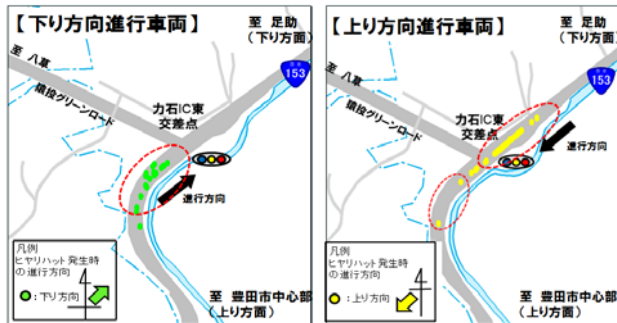 【下り方向進行車両】
至 足助
(下り方面)
国道
153
至 八草
猿投グリーンロード
力石IC東
交差点
進行方向
凡例
ヒヤリハット発生時
の進行方向
●:下り方向
至 豊田市中心部
(上り方面)
【上り方向進行車両】
至 足助
(下り方面)
国道
153
至 八草
猿投グリーンロード
力石IC東
交差点
進行方向
凡例
ヒヤリハット発生時
の進行方向
●:上り方向
至 豊田市中心部
(上り方面)